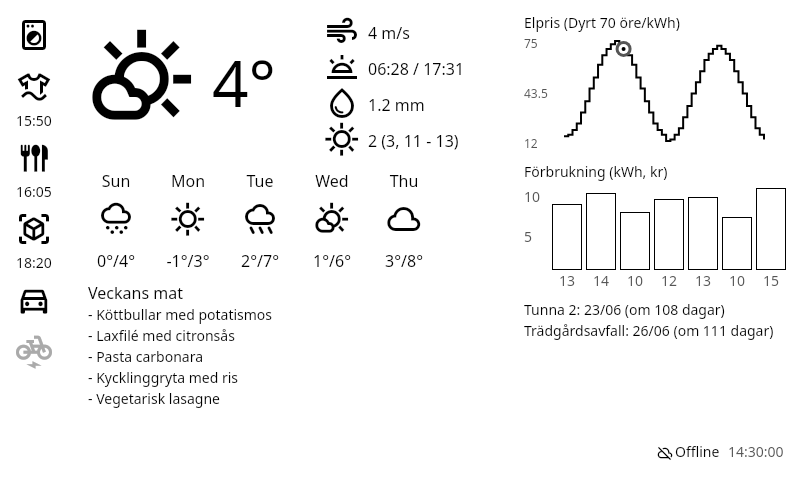 15:50
16:05
18:20
4°
4 m/s
06:28 / 17:31
1.2 mm
2 (3, 11 - 13)
Sun Mon Tue Wed Thu
0°/4° -1°/3° 2°/7° 1°/6° 3°/8°
Veckans mat
- Köttbullar med potatismos
- Laxfilé med citronsås
- Pasta carbonara
- Kycklinggryta med ris
- Vegetarisk lasagne
Elpris (Dyrt 70 öre/kWh)
75
43.5
12
Förbrukning (kWh, kr)
10
5
13 14 10 12 13 10 15
Tunna 2: 23/06 (om 108 dagar)
Trädgårdsavfall: 26/06 (om 111 dagar)
Offline 14:30:00